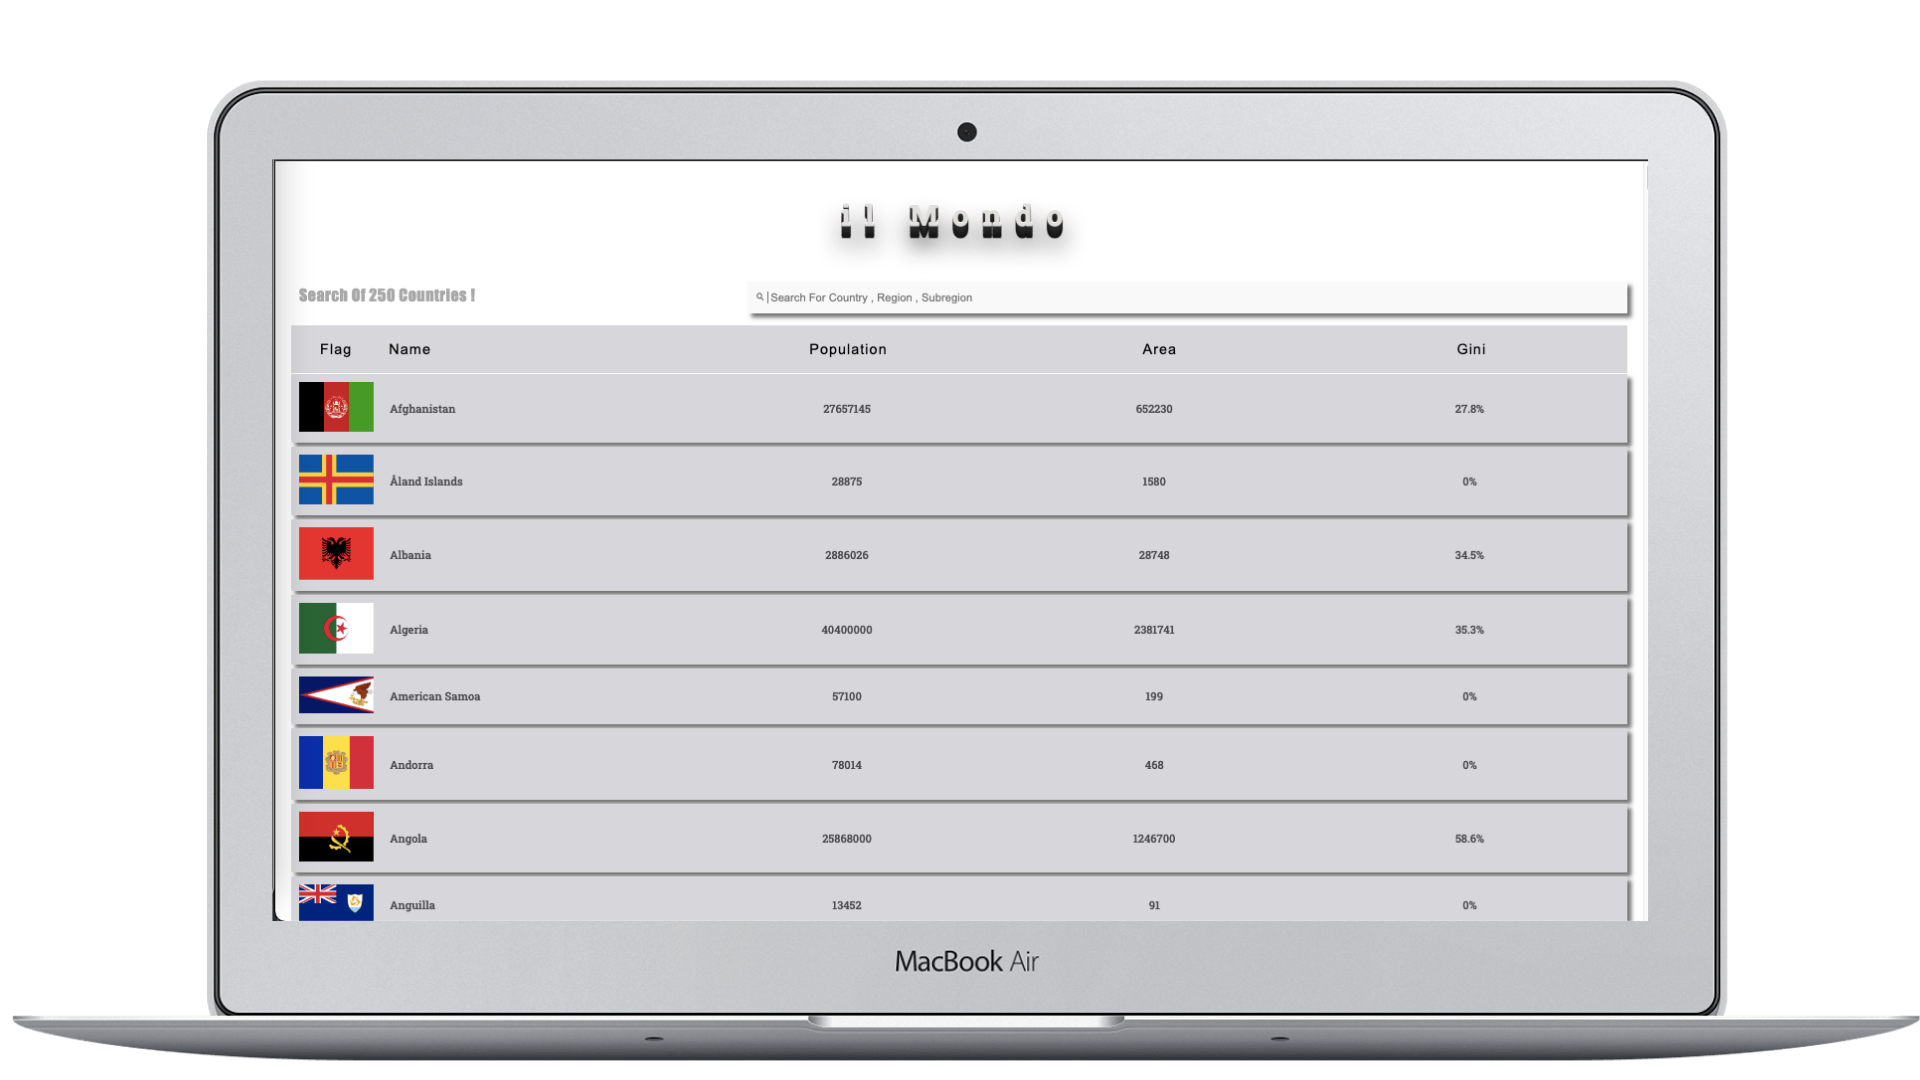 il Mondo
Search Of 250 Countries !
Search For Country , Region , Subregion
Flag Name Population Area Gini
Afghanistan 27657145 652230 27.8%
Åland Islands 28875 1580 0%
Albania 2886026 28748 34.5%
Algeria 40400000 2381741 35.3%
American Samoa 57100 199 0%
Andorra 78014 468 0%
Angola 25868000 1246700 58.6%
Anguilla 13452 91 0%
MacBook Air